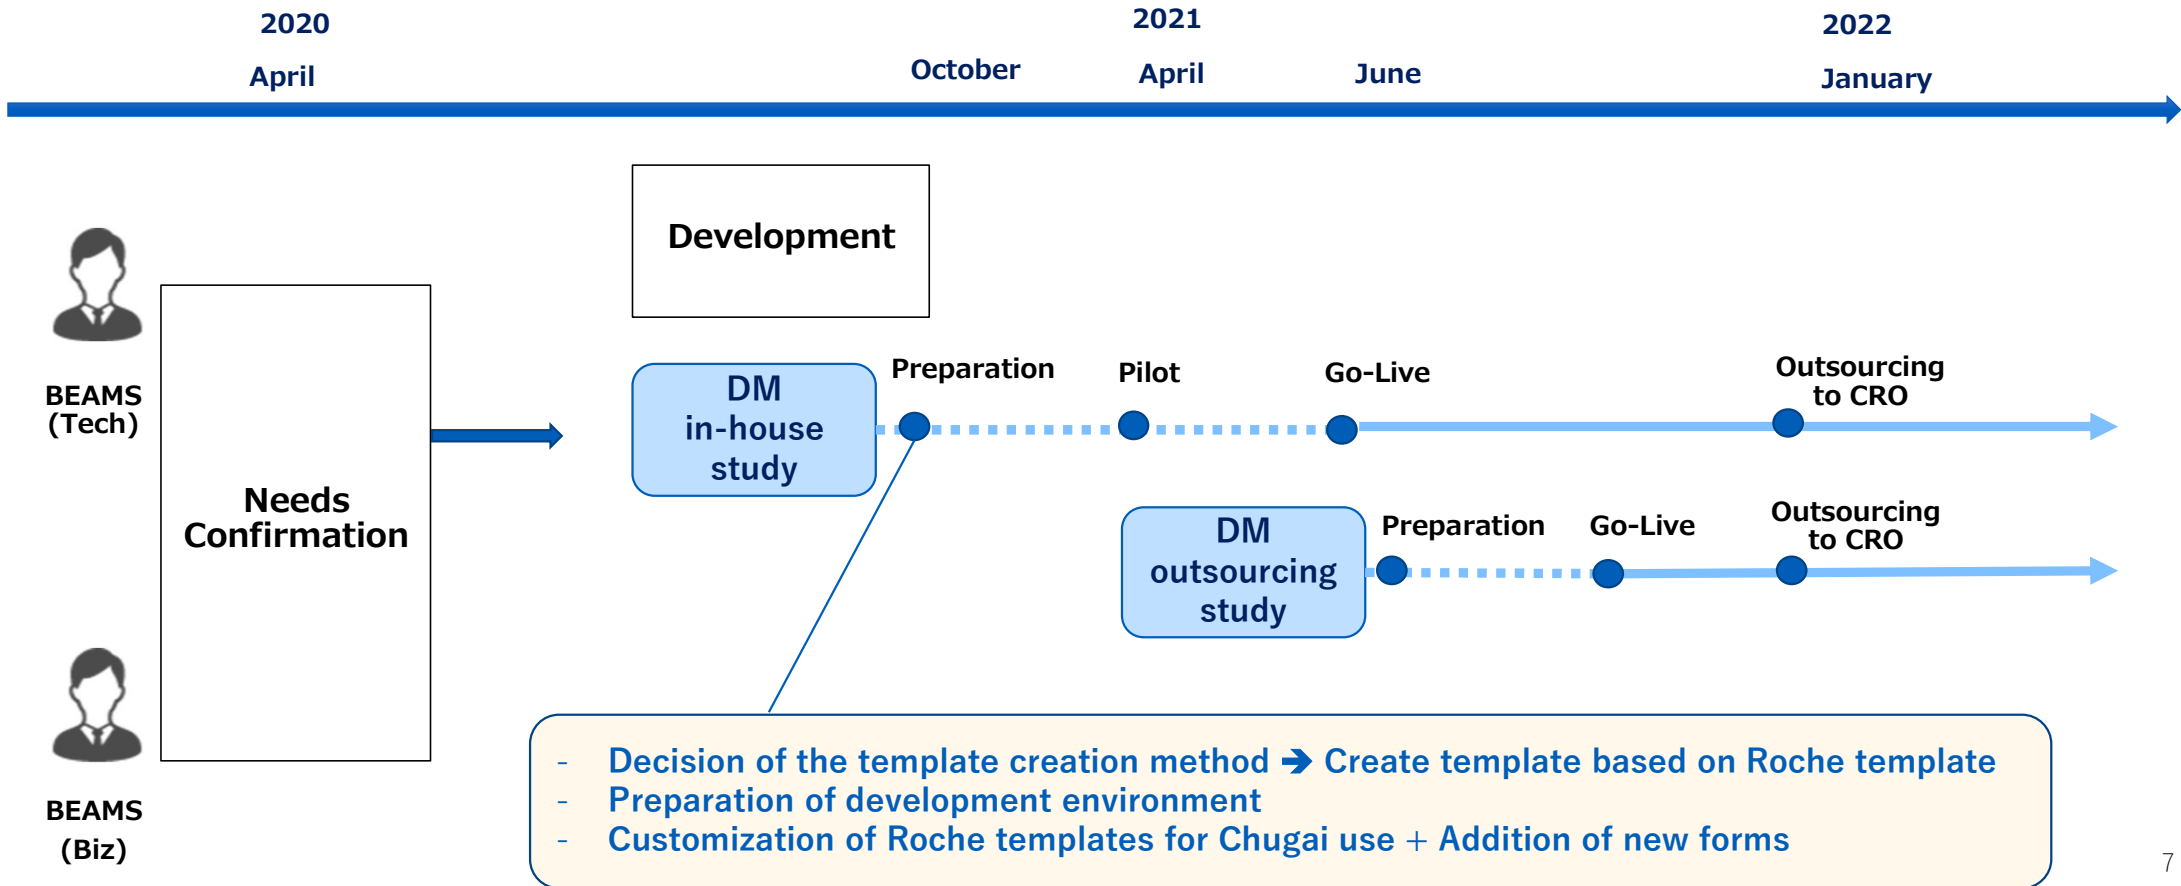 2020
2021
2022
April
October
April
June
January
Development
BEAMS
(Tech)
Needs
Confirmation
DM
in-house
study
Preparation
Pilot
Go-Live
Outsourcing
to CRO
DM
outsourcing
study
Preparation
Go-Live
Outsourcing
to CRO
BEAMS
(Biz)
- Decision of the template creation method ➔ Create template based on Roche template
- Preparation of development environment
- Customization of Roche templates for Chugai use + Addition of new forms
7